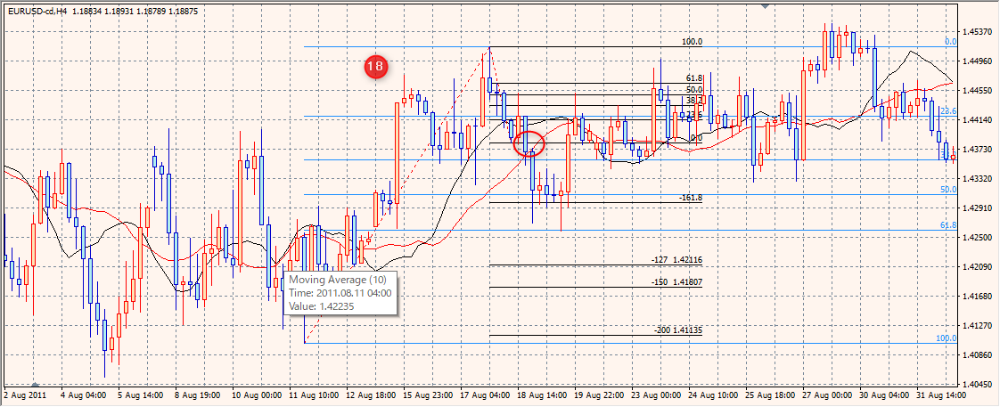 EURUSD-cd,H4 1.18834 1.18931 1.18789 1.18875
18
100.0
0.0
61.8
50.0
38.2
23.6
23.6
0.0
50.0
-161.8
61.8
-127 1.42116
-150 1.41807
-200 1.41135
100.0
Moving Average (10)
Time: 2011.08.11 04:00
Value: 1.42235
1.45370
1.44960
1.44550
1.44140
1.43730
1.43320
1.42910
1.42500
1.42090
1.41680
1.41270
1.40860
1.40450
2 Aug 2011
4 Aug 04:00
5 Aug 14:00
8 Aug 19:00
10 Aug 00:00
11 Aug 10:00
12 Aug 18:00
15 Aug 23:00
17 Aug 04:00
18 Aug 14:00
19 Aug 22:00
23 Aug 00:00
24 Aug 10:00
25 Aug 18:00
27 Aug 00:00
30 Aug 04:00
31 Aug 14:00